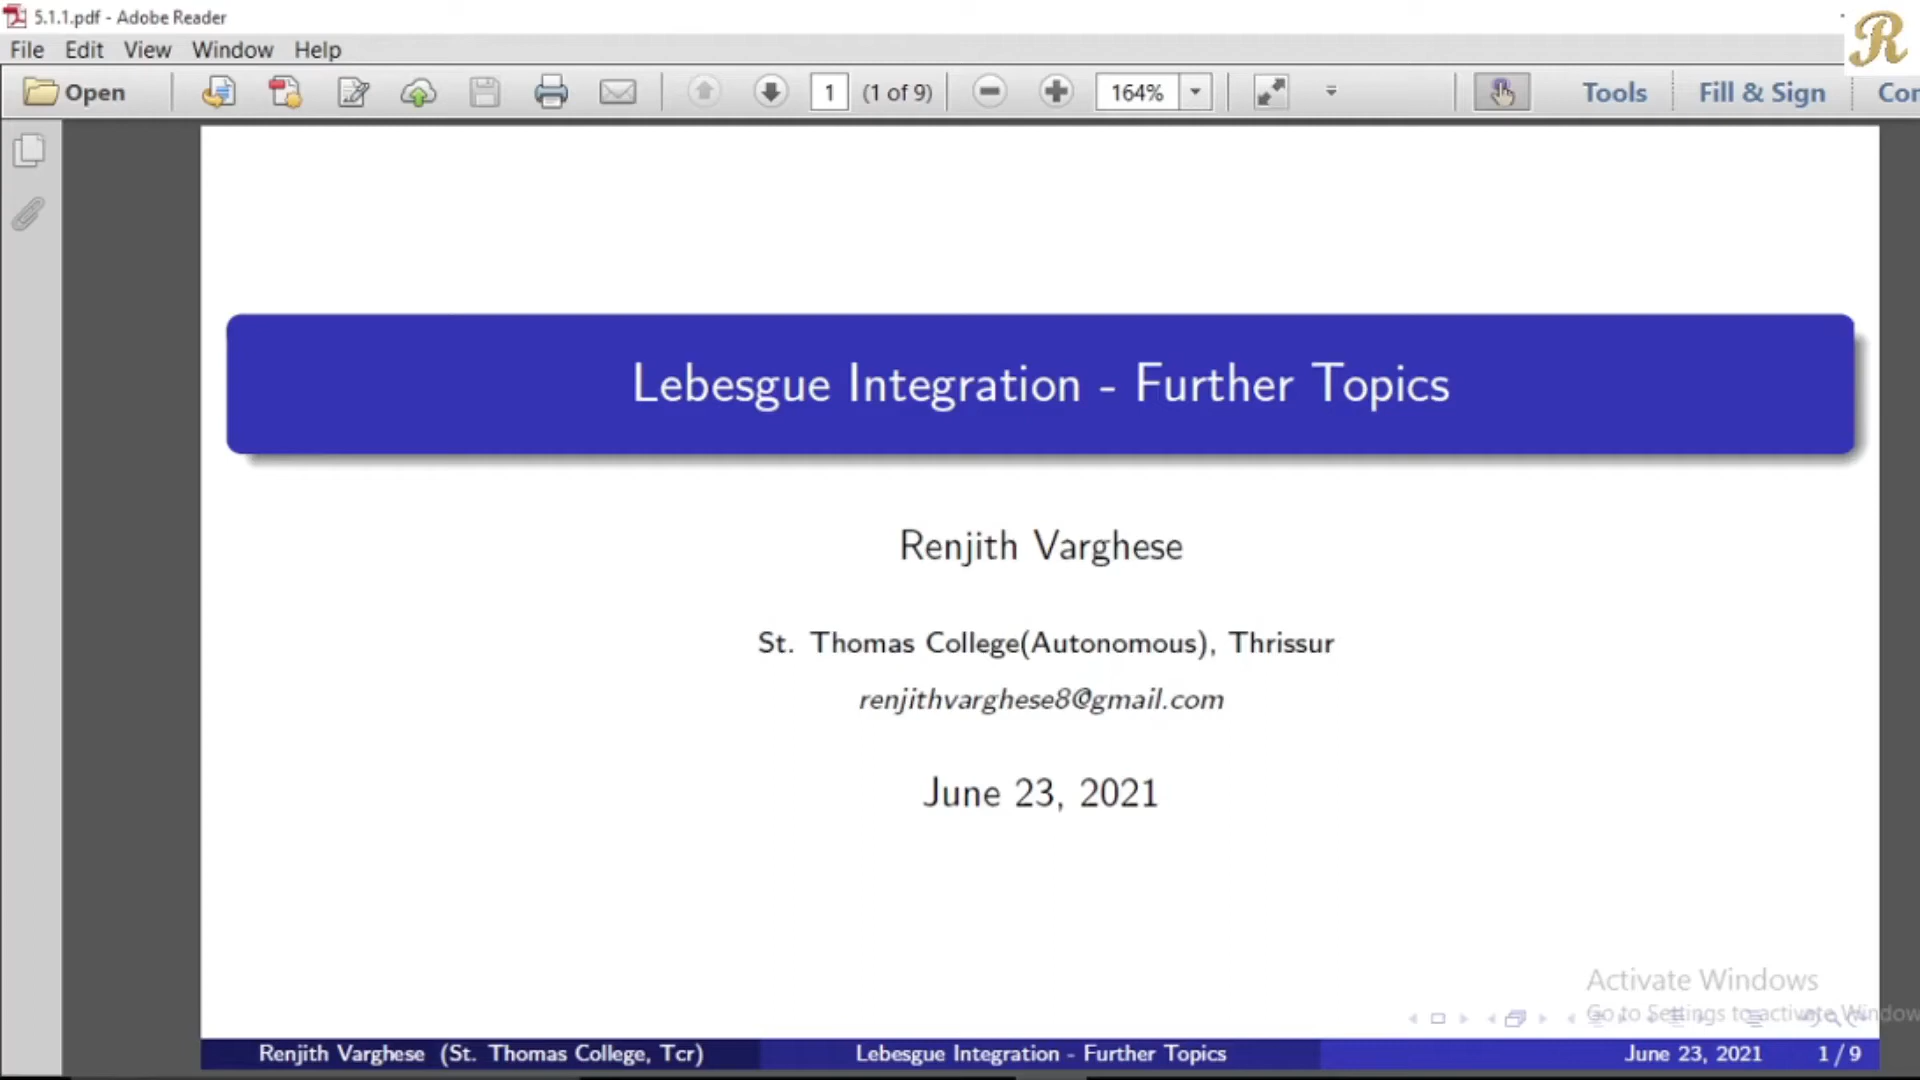 5.1.1.pdf - Adobe Reader
R
File Edit View Window Help
Open 1 (1 of 9) 164% Tools Fill & Sign
Lebesgue Integration - Further Topics
Renjith Varghese
St. Thomas College(Autonomous), Thrissur
renjithvarghese8@gmail.com
June 23, 2021
Activate Windows
Go to Settings to activate Window
Renjith Varghese (St. Thomas College, Tcr) Lebesgue Integration - Further Topics June 23, 2021 1 / 9